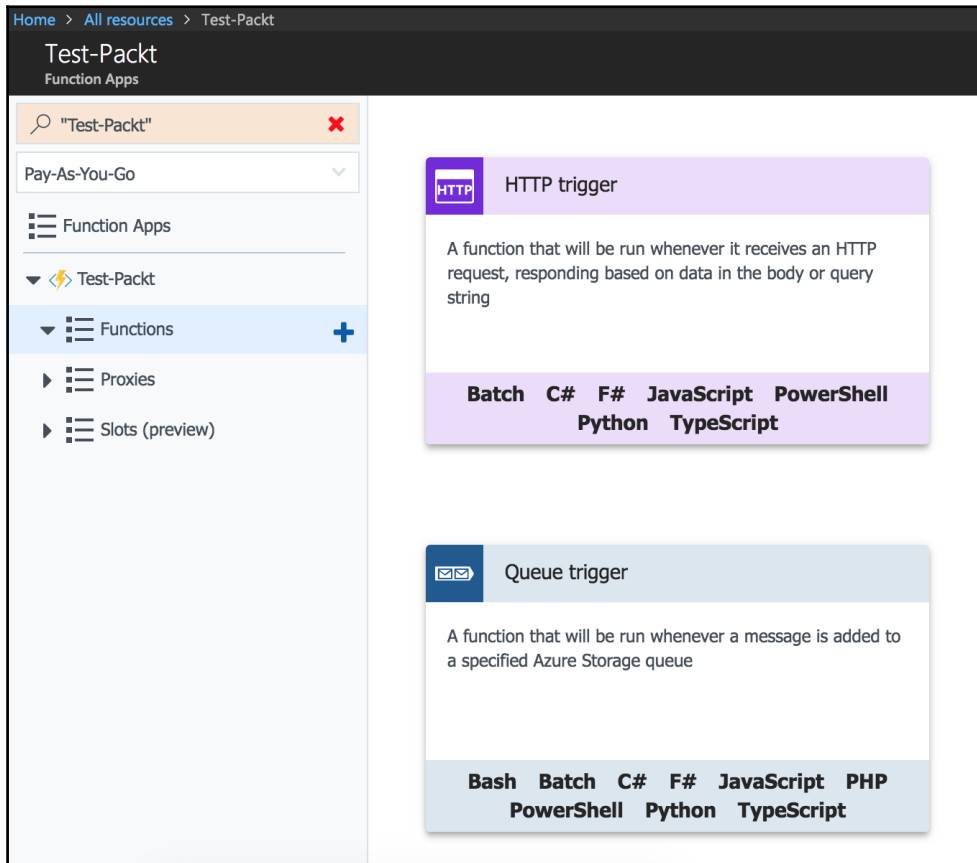 Home > All resources > Test-Packt
Test-Packt
Function Apps
"Test-Packt"
Pay-As-You-Go
Function Apps
Test-Packt
Functions
Proxies
Slots (preview)
HTTP
HTTP trigger
A function that will be run whenever it receives an HTTP
request, responding based on data in the body or query
string
Batch C# F# JavaScript PowerShell
Python TypeScript
Queue trigger
A function that will be run whenever a message is added to
a specified Azure Storage queue
Bash Batch C# F# JavaScript PHP
PowerShell Python TypeScript